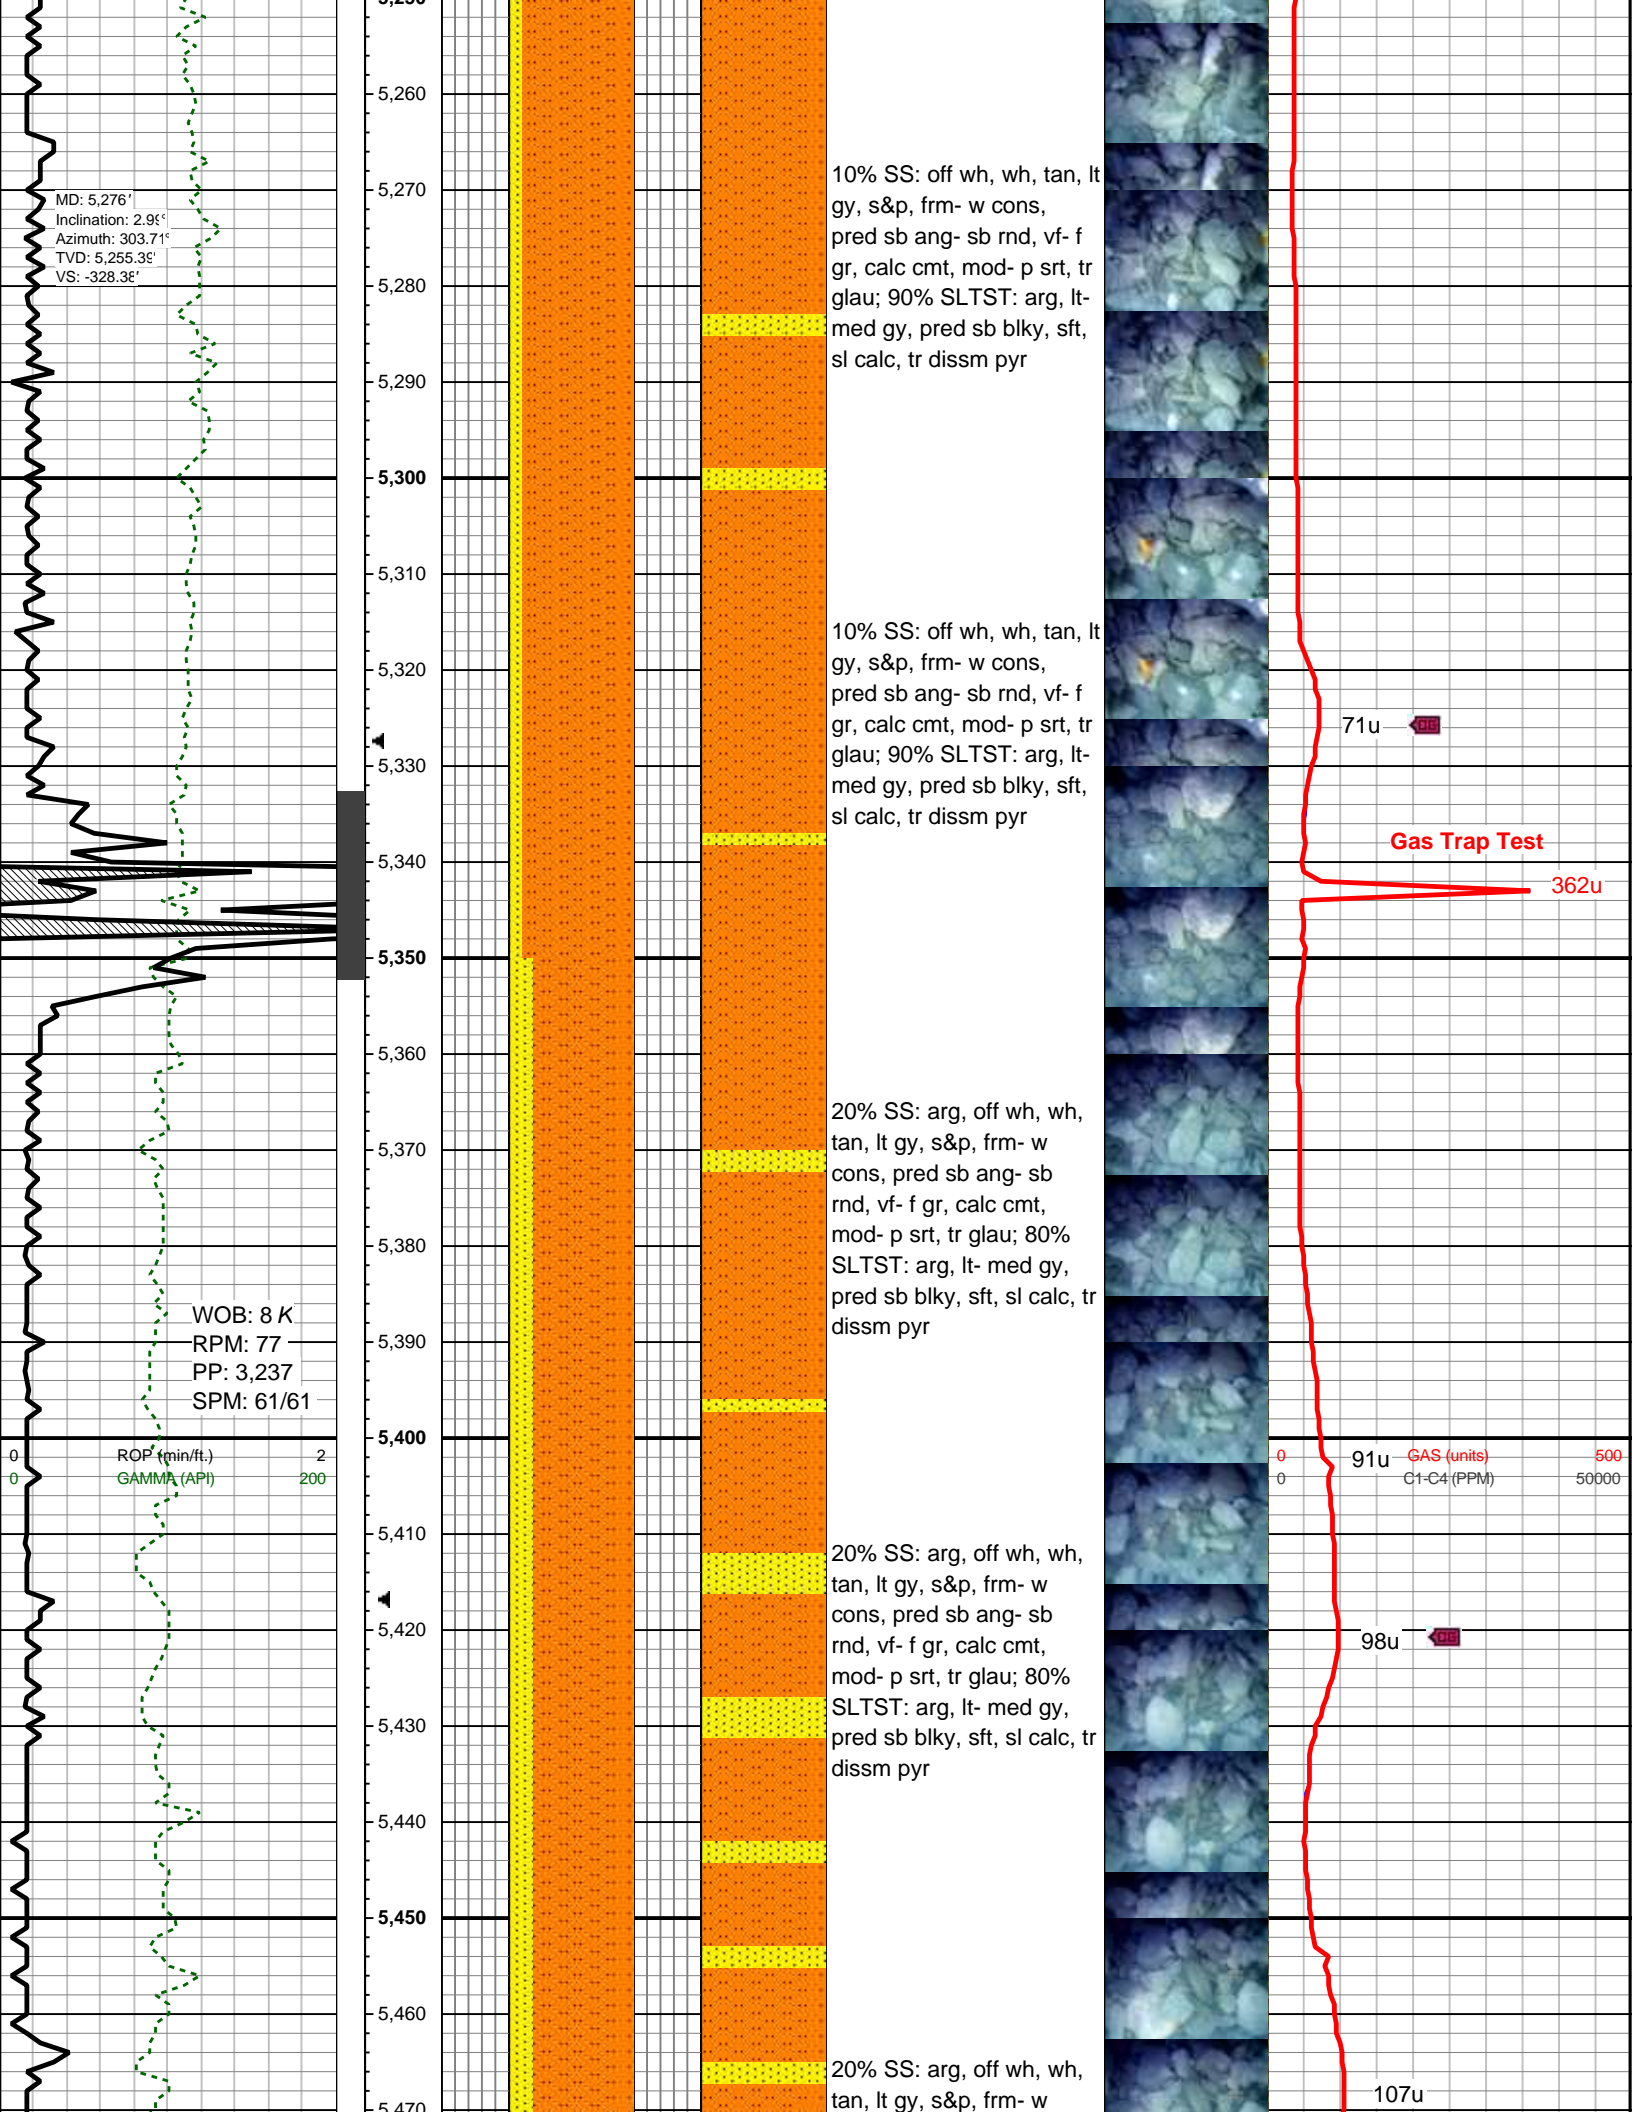 5,250
5,260
5,270
5,280
5,290
5,300
5,310
5,320
5,330
5,340
5,350
5,360
5,370
5,380
5,390
5,400
5,410
5,420
5,430
5,440
5,450
5,460
5,470
MD: 5,276'
Inclination: 2.99°
Azimuth: 303.71°
TVD: 5,255.39'
VS: -328.38'
WOB: 8 K
RPM: 77
PP: 3,237
SPM: 61/61
0 ROP (min/ft.) 2
0 GAMMA (API) 200
10% SS: off wh, wh, tan, lt
gy, s&p, frm- w cons,
pred sb ang- sb rnd, vf- f
gr, calc cmt, mod- p srt, tr
glau; 90% SLTST: arg, lt-
med gy, pred sb blky, sft,
sl calc, tr dissm pyr
10% SS: off wh, wh, tan, lt
gy, s&p, frm- w cons,
pred sb ang- sb rnd, vf- f
gr, calc cmt, mod- p srt, tr
glau; 90% SLTST: arg, lt-
med gy, pred sb blky, sft,
sl calc, tr dissm pyr
20% SS: arg, off wh, wh,
tan, lt gy, s&p, frm- w
cons, pred sb ang- sb
rnd, vf- f gr, calc cmt,
mod- p srt, tr glau; 80%
SLTST: arg, lt- med gy,
pred sb blky, sft, sl calc, tr
dissm pyr
20% SS: arg, off wh, wh,
tan, lt gy, s&p, frm- w
cons, pred sb ang- sb
rnd, vf- f gr, calc cmt,
mod- p srt, tr glau; 80%
SLTST: arg, lt- med gy,
pred sb blky, sft, sl calc, tr
dissm pyr
20% SS: arg, off wh, wh,
tan, lt gy, s&p, frm- w
71u
Gas Trap Test
362u
91u
0 GAS (units) 500
0 C1-C4 (PPM) 50000
98u
107u